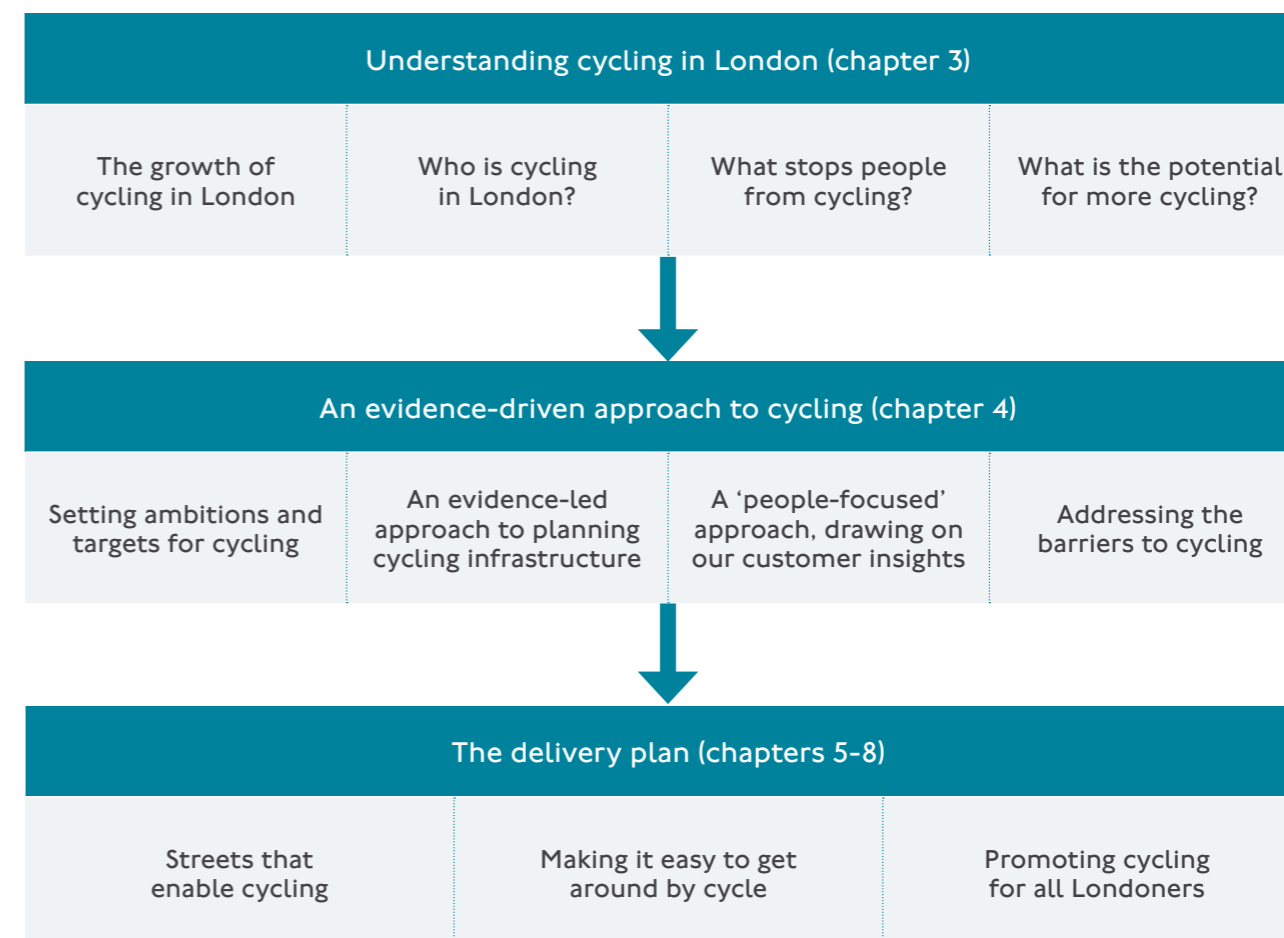 Understanding cycling in London (chapter 3)
The growth of
cycling in London
Who is cycling
in London?
What stops people
from cycling?
What is the potential
for more cycling?
An evidence-driven approach to cycling (chapter 4)
Setting ambitions and
targets for cycling
An evidence-led
approach to planning
cycling infrastructure
A ‘people-focused’
approach, drawing on
our customer insights
Addressing the
barriers to cycling
The delivery plan (chapters 5-8)
Streets that
enable cycling
Making it easy to get
around by cycle
Promoting cycling
for all Londoners